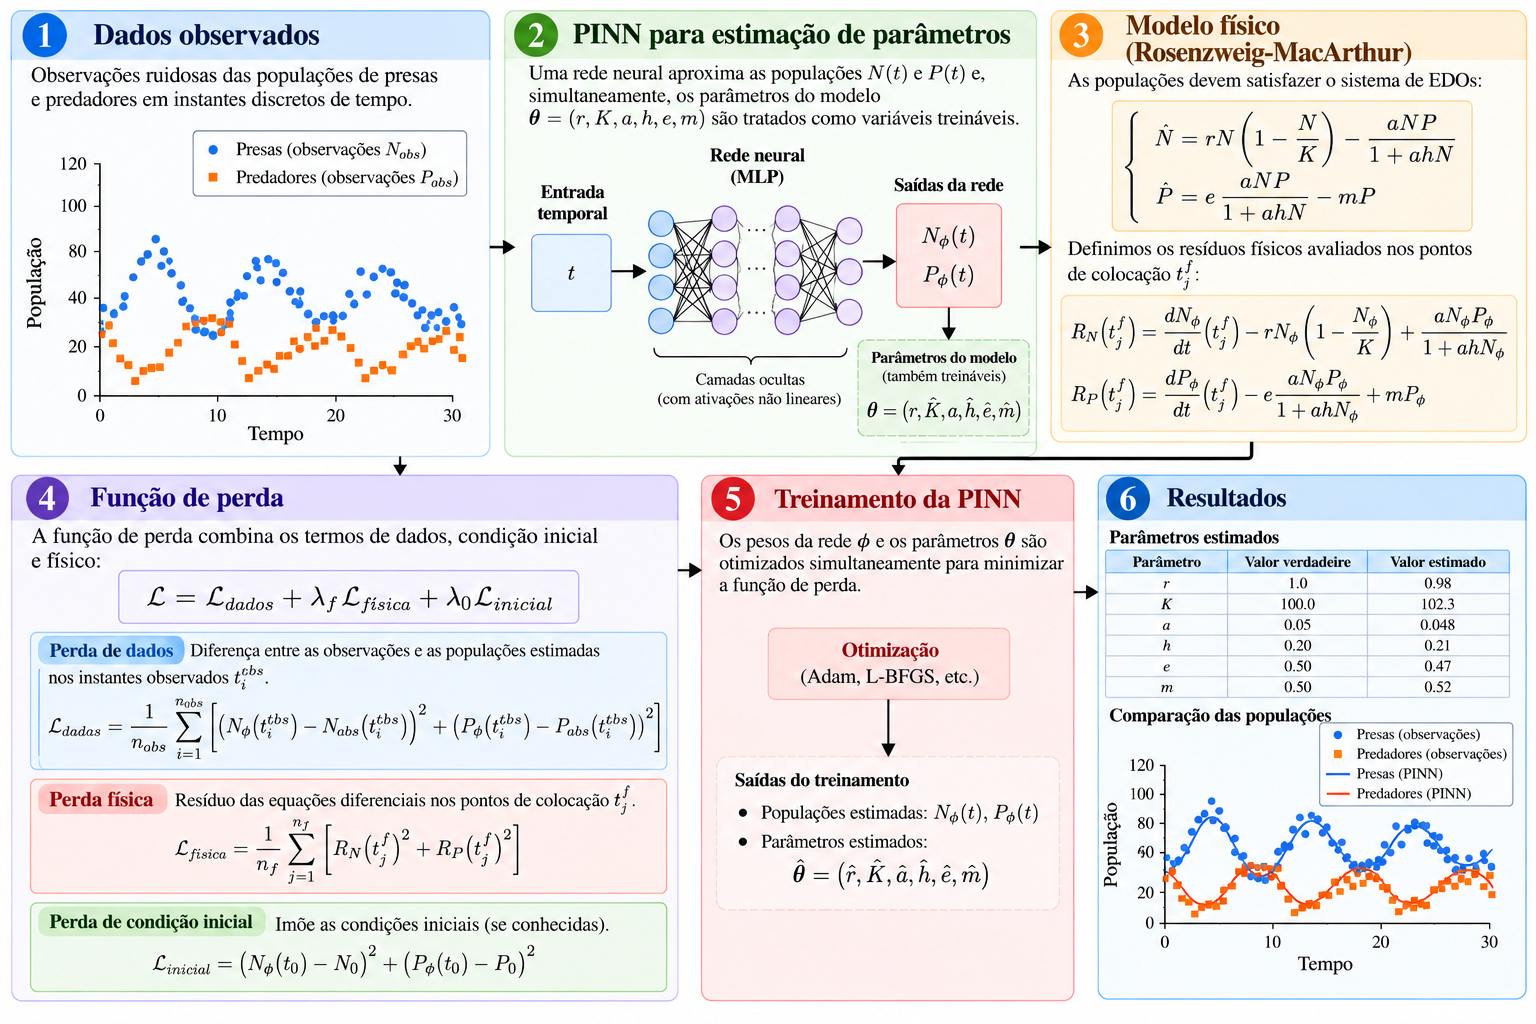 1 Dados observados
Observações ruidosas das populações de presas
e predadores em instantes discretos de tempo.
Presas (observações N_obs)
Predadores (observações P_abs)
População
120
100
80
40
20
0
0 10 20 30
Tempo
2 PINN para estimação de parâmetros
Uma rede neural aproxima as populações N(t) e P(t) e,
simultaneamente, os parâmetros do modelo
θ = (r, K, a, h, e, m) são tratados como variáveis treináveis.
Rede neural
(MLP)
Entrada
temporal
t
Saídas da rede
N_ϕ(t)
P_ϕ(t)
Camadas ocultas
(com ativações não lineares)
Parâmetros do modelo
(também treináveis)
θ = (r, K̂, a, ĥ, ê, m̂)
3 Modelo físico
(Rosenzweig-MacArthur)
As populações devem satisfazer o sistema de EDOs:
N̂ = rN (1 − N/K) − aNP/(1 + ahN)
P̂ = e aNP/(1 + ahN) − mP
Definimos os resíduos físicos avaliados nos pontos
de colocação t_j^f:
R_N(t_j^f) = dN_ϕ/dt (t_j^f) − rN_ϕ (1 − N_ϕ/K) + aN_ϕP_ϕ/(1 + ahN_ϕ)
R_P(t_j^f) = dP_ϕ/dt (t_j^f) − e aN_ϕP_ϕ/(1 + ahN_ϕ) + mP_ϕ
4 Função de perda
A função de perda combina os termos de dados, condição inicial
e físico:
ℒ = ℒ_dados + λ_f ℒ_física + λ_0 ℒ_inicial
Perda de dados Diferença entre as observações e as populações estimadas
nos instantes observados t_i^cbs.
ℒ_dadas = 1/n_abs ∑_{i=1}^{n_obs} [(N_ϕ(t_i^tbs) − N_abs(t_i^tbs))^2 + (P_ϕ(t_i^tbs) − P_abs(t_i^tbs))^2]
Perda física Resíduo das equações diferenciais nos pontos de colocação t_j^f.
ℒ_física = 1/n_f ∑_{j=1}^{n_f} [R_N(t_j^f)^2 + R_P(t_j^f)^2]
Perda de condição inicial Imõe as condições iniciais (se conhecidas).
ℒ_inicial = (N_ϕ(t_0) − N_0)^2 + (P_ϕ(t_0) − P_0)^2
5 Treinamento da PINN
Os pesos da rede ϕ e os parâmetros θ são
otimizados simultaneamente para minimizar
a função de perda.
Otimização
(Adam, L-BFGS, etc.)
Saídas do treinamento
● Populações estimadas: N_ϕ(t), P_ϕ(t)
● Parâmetros estimados:
θ̂ = (r̂, K̂, â, ĥ, ê, m̂)
6 Resultados
Parâmetros estimados
Parâmetro Valor verdadeire Valor estimado
r 1.0 0.98
K 100.0 102.3
a 0.05 0.048
h 0.20 0.21
e 0.50 0.47
m 0.50 0.52
Comparação das populações
Presas (observações)
Predadores (observações)
Presas (PINN)
Predadores (PINN)
População
120
80
60
20
0
0 10 20 30
Tempo